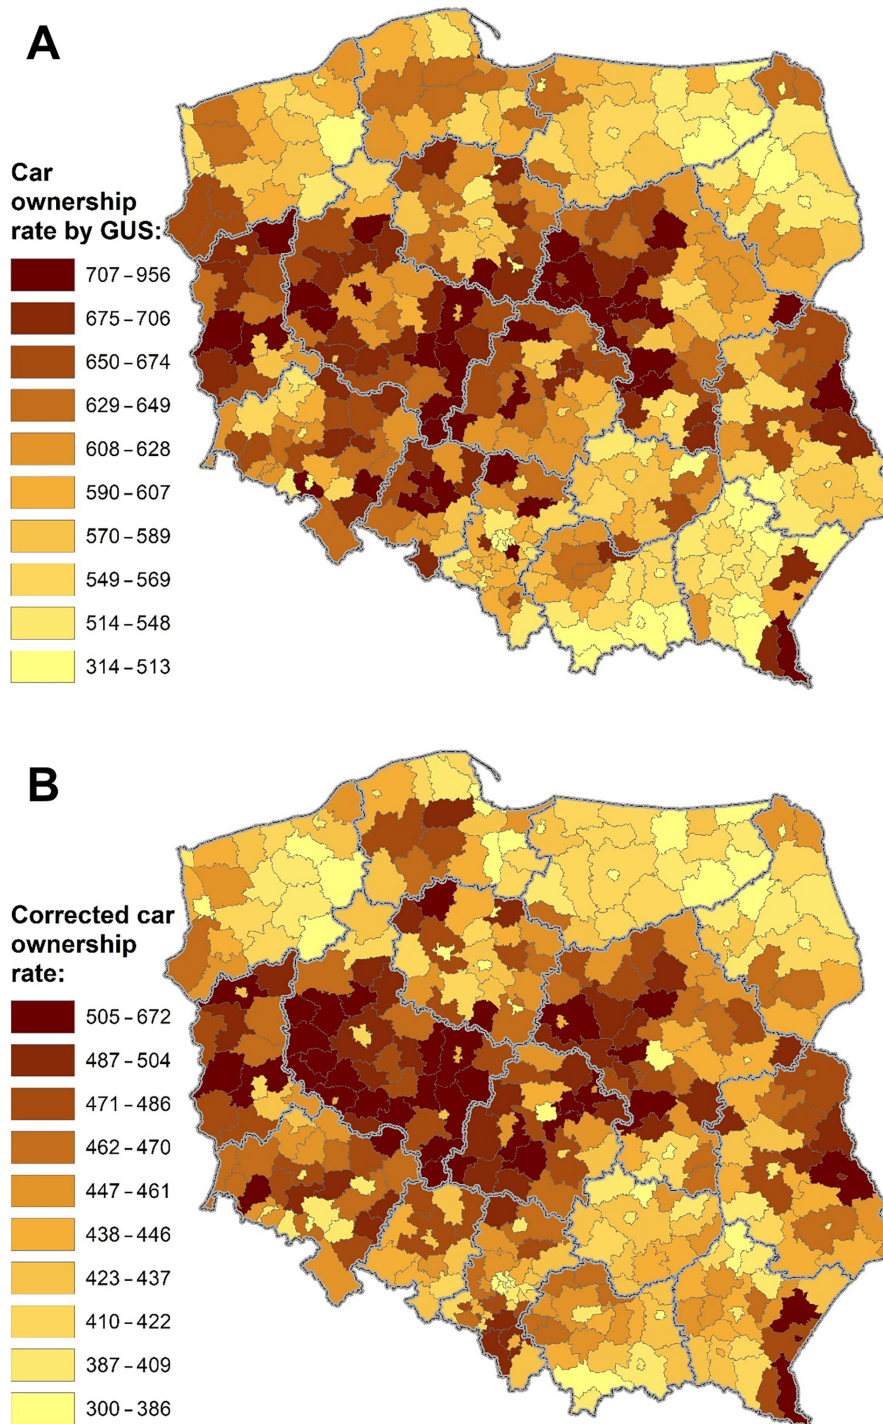 A
Car
ownership
rate by GUS:
707 – 956
675 – 706
650 – 674
629 – 649
608 – 628
590 – 607
570 – 589
549 – 569
514 – 548
314 – 513
B
Corrected car
ownership
rate:
505 – 672
487 – 504
471 – 486
462 – 470
447 – 461
438 – 446
423 – 437
410 – 422
387 – 409
300 – 386